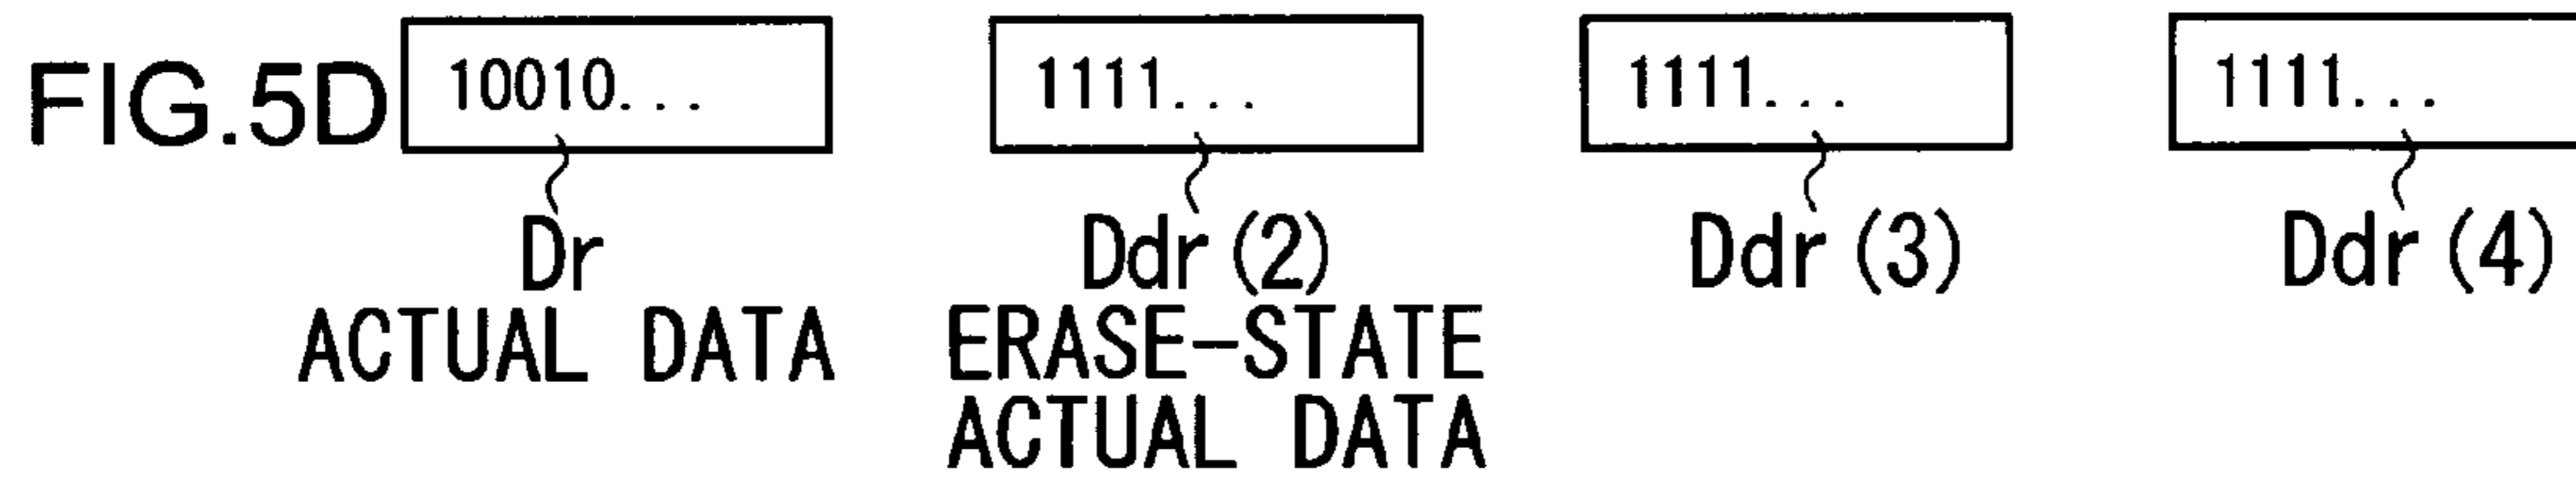 FIG.5D 10010... 1111... 1111... 1111...
Dr Ddr(2) Ddr(3) Ddr(4)
ACTUAL DATA ERASE-STATE
ACTUAL DATA